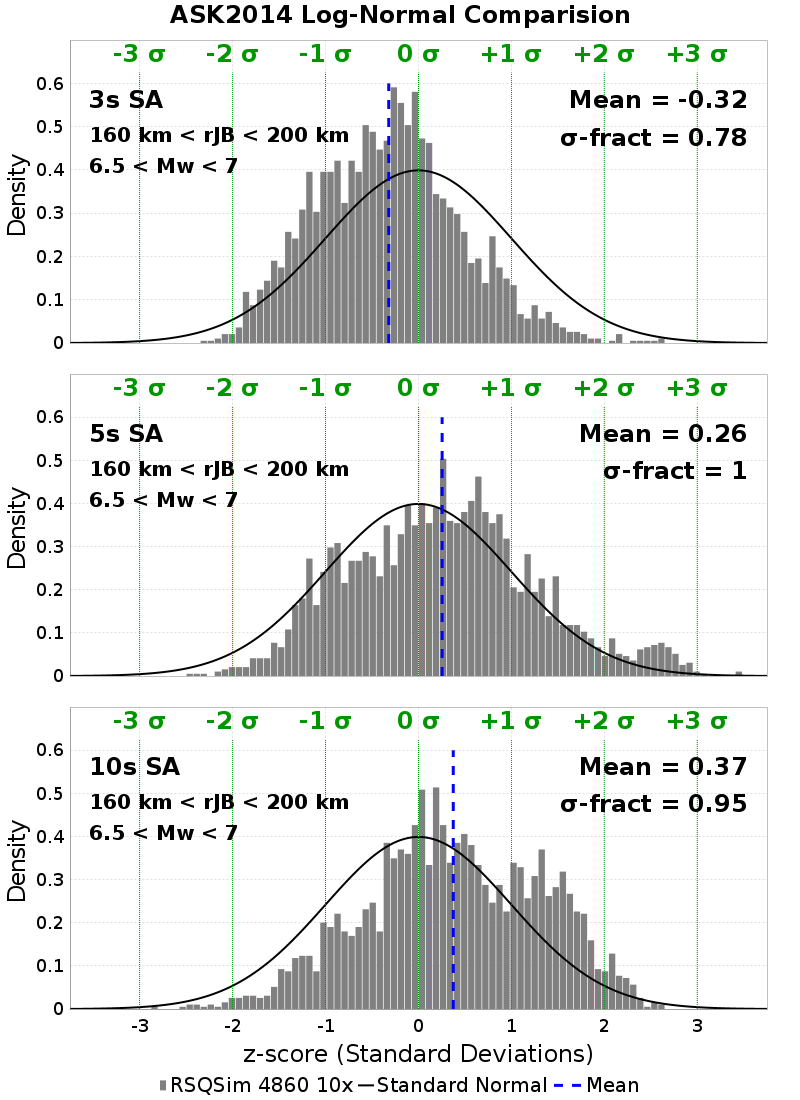 ASK2014 Log-Normal Comparision
-3 σ -2 σ -1 σ 0 σ +1 σ +2 σ +3 σ
3s SA
Mean = -0.32
160 km < rJB < 200 km
σ-fract = 0.78
6.5 < Mw < 7
Density
0.6
0.5
0.4
0.3
0.2
0.1
0
-3 σ -2 σ -1 σ 0 σ +1 σ +2 σ +3 σ
5s SA
Mean = 0.26
160 km < rJB < 200 km
σ-fract = 1
6.5 < Mw < 7
Density
0.6
0.5
0.4
0.3
0.2
0.1
0
-3 σ -2 σ -1 σ 0 σ +1 σ +2 σ +3 σ
10s SA
Mean = 0.37
160 km < rJB < 200 km
σ-fract = 0.95
6.5 < Mw < 7
Density
0.6
0.5
0.4
0.3
0.2
0.1
0
-3 -2 -1 0 1 2 3
z-score (Standard Deviations)
RSQSim 4860 10x Standard Normal Mean